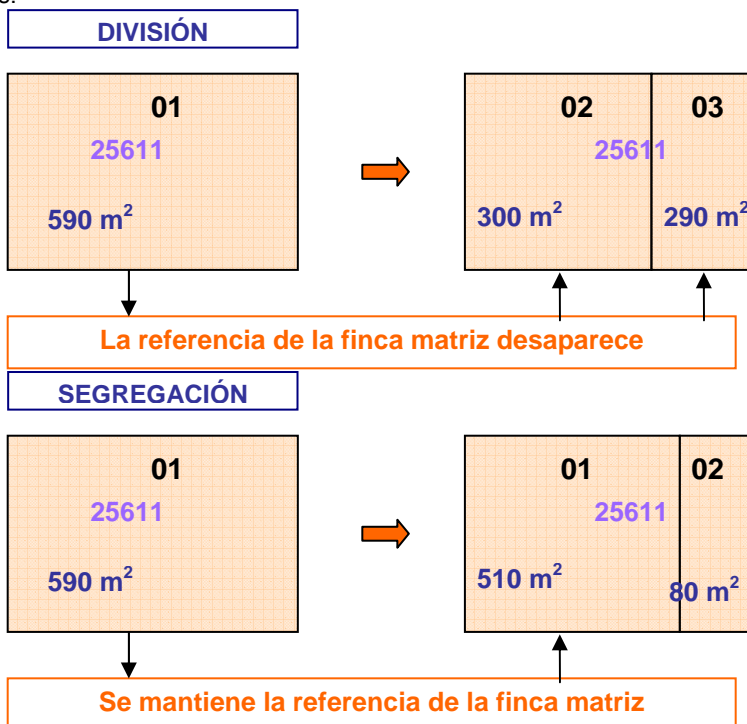 DIVISIÓN
01
25611
590 m²
02 03
25611
300 m² 290 m²
La referencia de la finca matriz desaparece
SEGREGACIÓN
01
25611
590 m²
01 02
25611
510 m² 80 m²
Se mantiene la referencia de la finca matriz